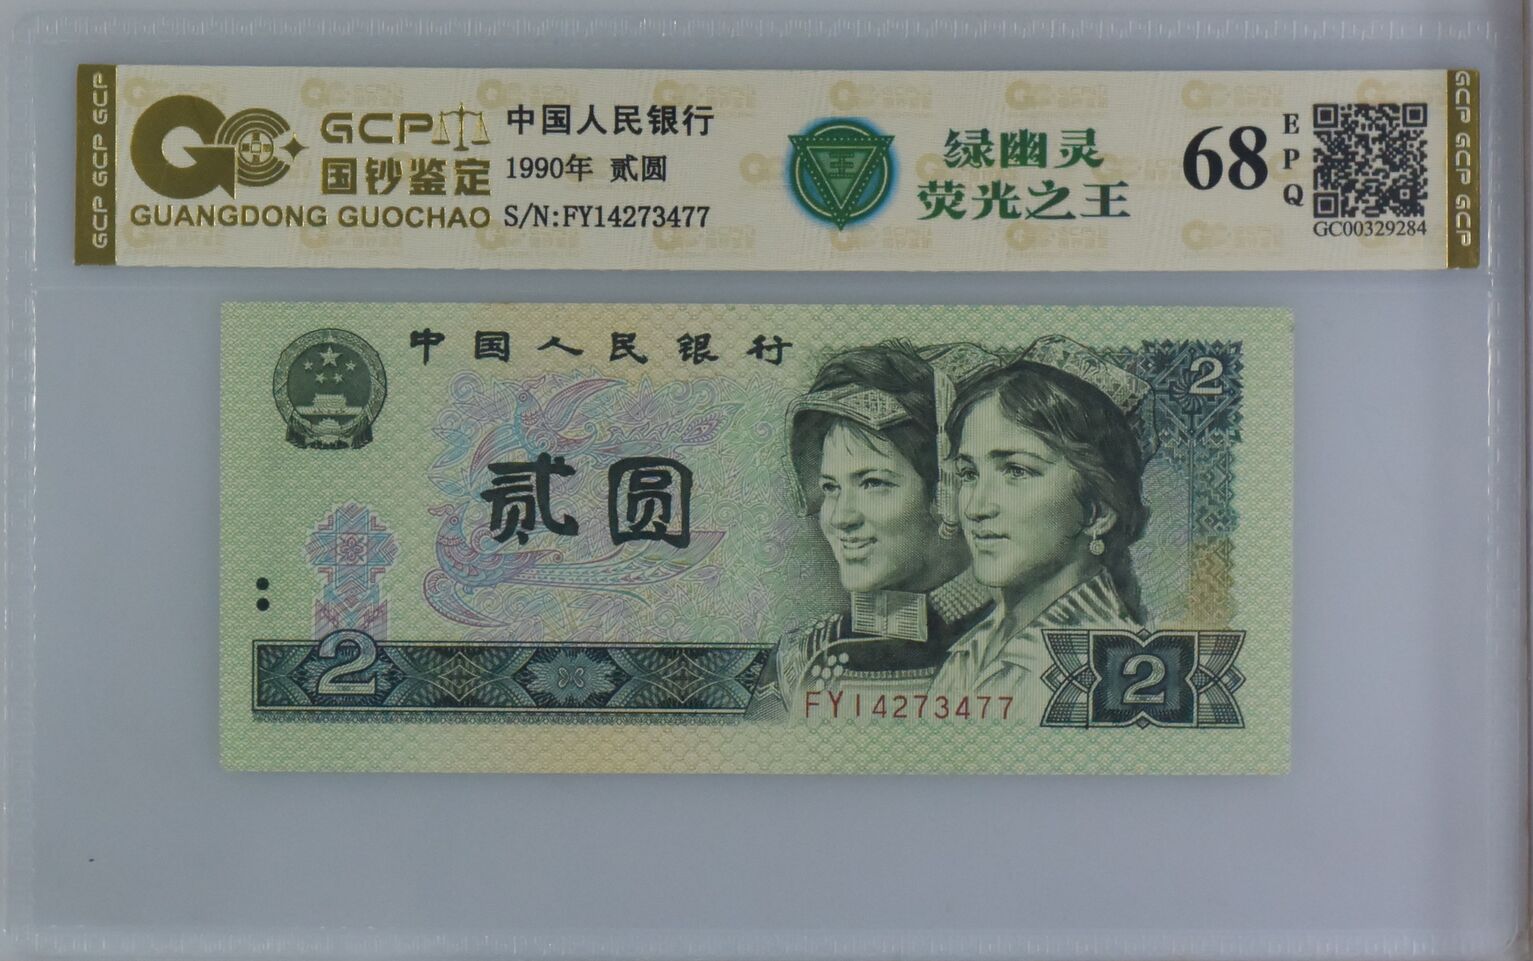 GCP GCP GCP
GCP
国钞鉴定
GUANGDONG GUOCHAO
中国人民银行
1990年 贰圆
S/N:FY14273477
王
绿幽灵
荧光之王
68
EPQ
GC00329284
GCP GCP GCP
中国人民银行
2
贰圆
2
FY14273477
2